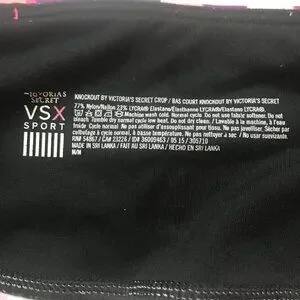 VICTORIA'S
SECRET
VSX
SPORT
KNOCKOUT BY VICTORIA'S SECRET CROP / BAS COURT KNOCKOUT BY VICTORIA'S SECRET
77% Nylon/Nailon 23% LYCRA® Elastane/Élasthanne LYCRA®/Elastano LYCRA®.
Machine wash cold. Normal cycle. Do not use fabric softener. Do not
Bleach. Tumble dry normal cycle low heat. Do not dry clean. / Lavable à la machine, à l'eau
froide Cycle normal. Ne pas utiliser d'assouplissant pour tissu. Ne pas javelliser. Sécher par
culbutage à cycle normal, à basse température. Ne pas nettoyer à sec. / No usar suavizante.
RN# 54867 / CA# 23226 / ID# 36009463 / 05 15 / 305710
MADE IN SRI LANKA / FAIT AU SRI LANKA / HECHO EN SRI LANKA
M/M